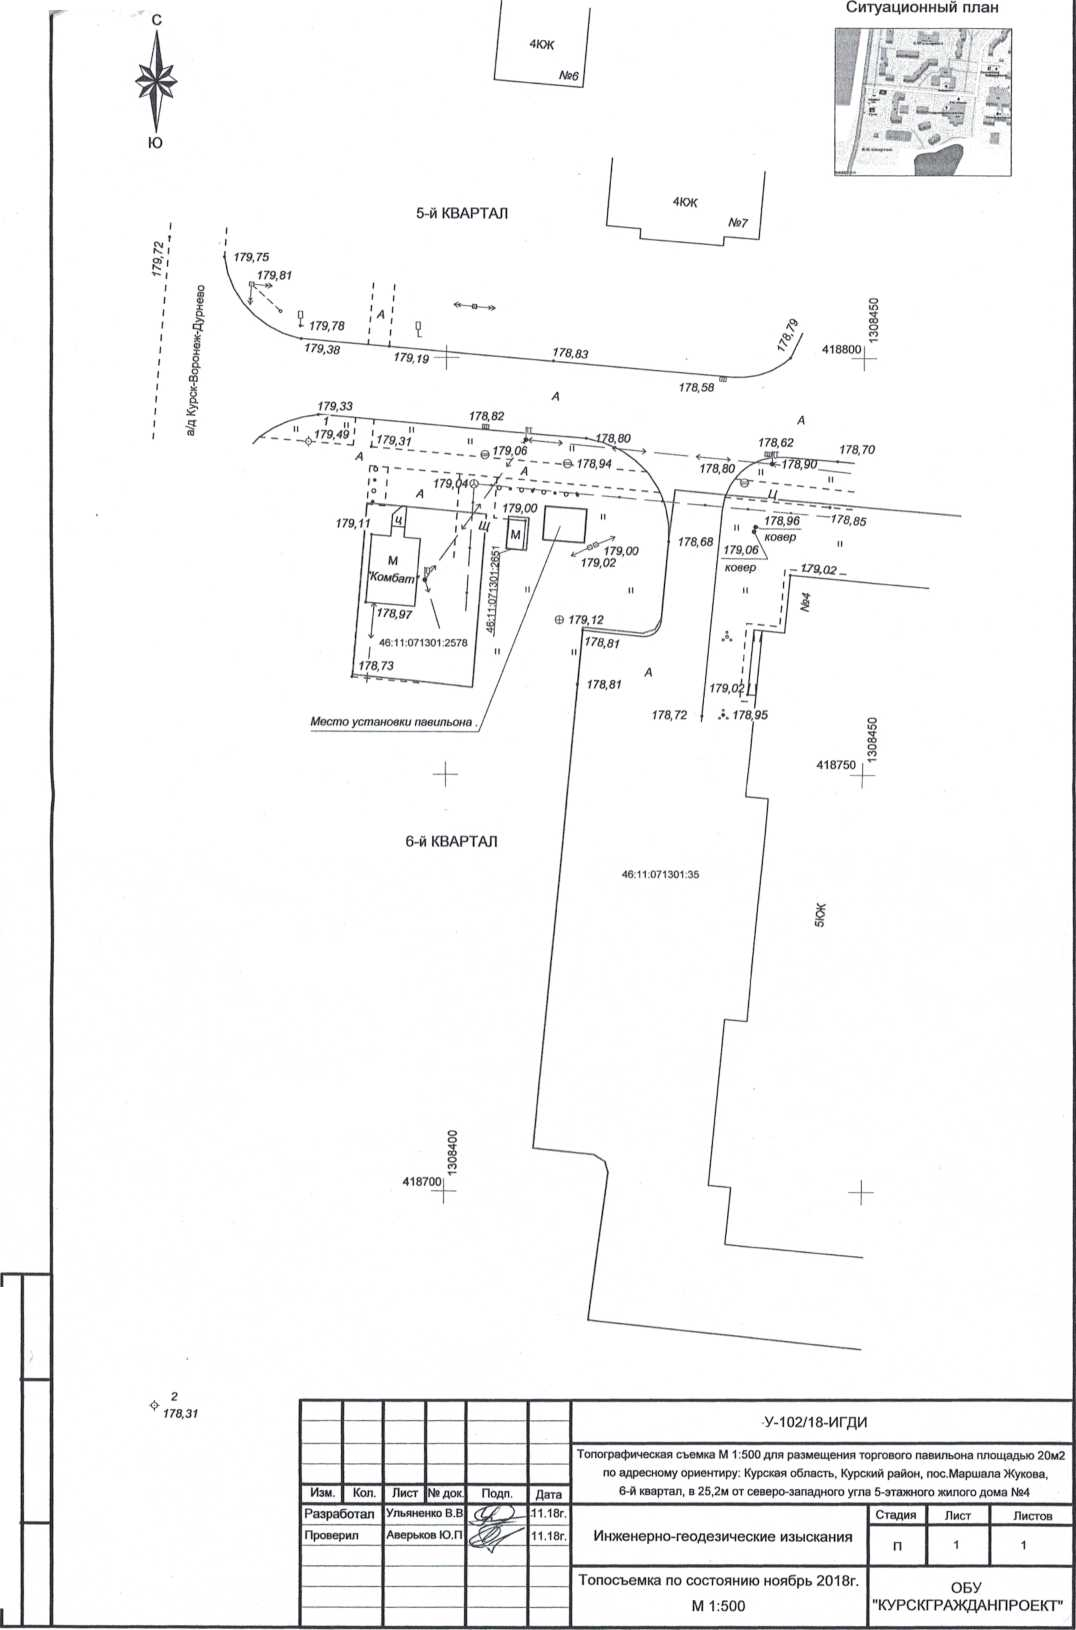 Ситуационный план
С
Ю
4КЖ
№6
4КЖ
№7
5-й КВАРТАЛ
179,72
а/д Курск-Воронеж-Дурнево
179,75
179,81
179,78
179,38
А
179,19
178,83
178,58
178,79
418800
1308450
А
А
179,33
1
179,49
179,31
178,82
178,80
179,06
178,94
178,62
178,70
178,80
178,90
А
А
А
179,04
179,00
Щ
Ц
178,85
178,96
ковер
179,06
ковер
179,11
Ц
М
"Комбат"
М
46:11:071301:2651
179,00
179,02
178,68
179,02
№4
178,97
46:11:071301:2578
179,12
178,81
178,73
178,81
А
179,02
178,72
178,95
Место установки павильона
418750
1308450
6-й КВАРТАЛ
46:11:071301:35
5КЖ
418700
1308400
2
178,31
У-102/18-ИГДИ
Топографическая съемка М 1:500 для размещения торгового павильона площадью 20м2
по адресному ориентиру: Курская область, Курский район, пос.Маршала Жукова,
6-й квартал, в 25,2м от северо-западного угла 5-этажного жилого дома №4
Изм. Кол. Лист № док. Подп. Дата
Разработал Ульяненко В.В 11.18г.
Проверил Аверьков Ю.П 11.18г.
Инженерно-геодезические изыскания
Стадия Лист Листов
П 1 1
Топосъемка по состоянию ноябрь 2018г.
М 1:500
ОБУ
"КУРСКГРАЖДАНПРОЕКТ"